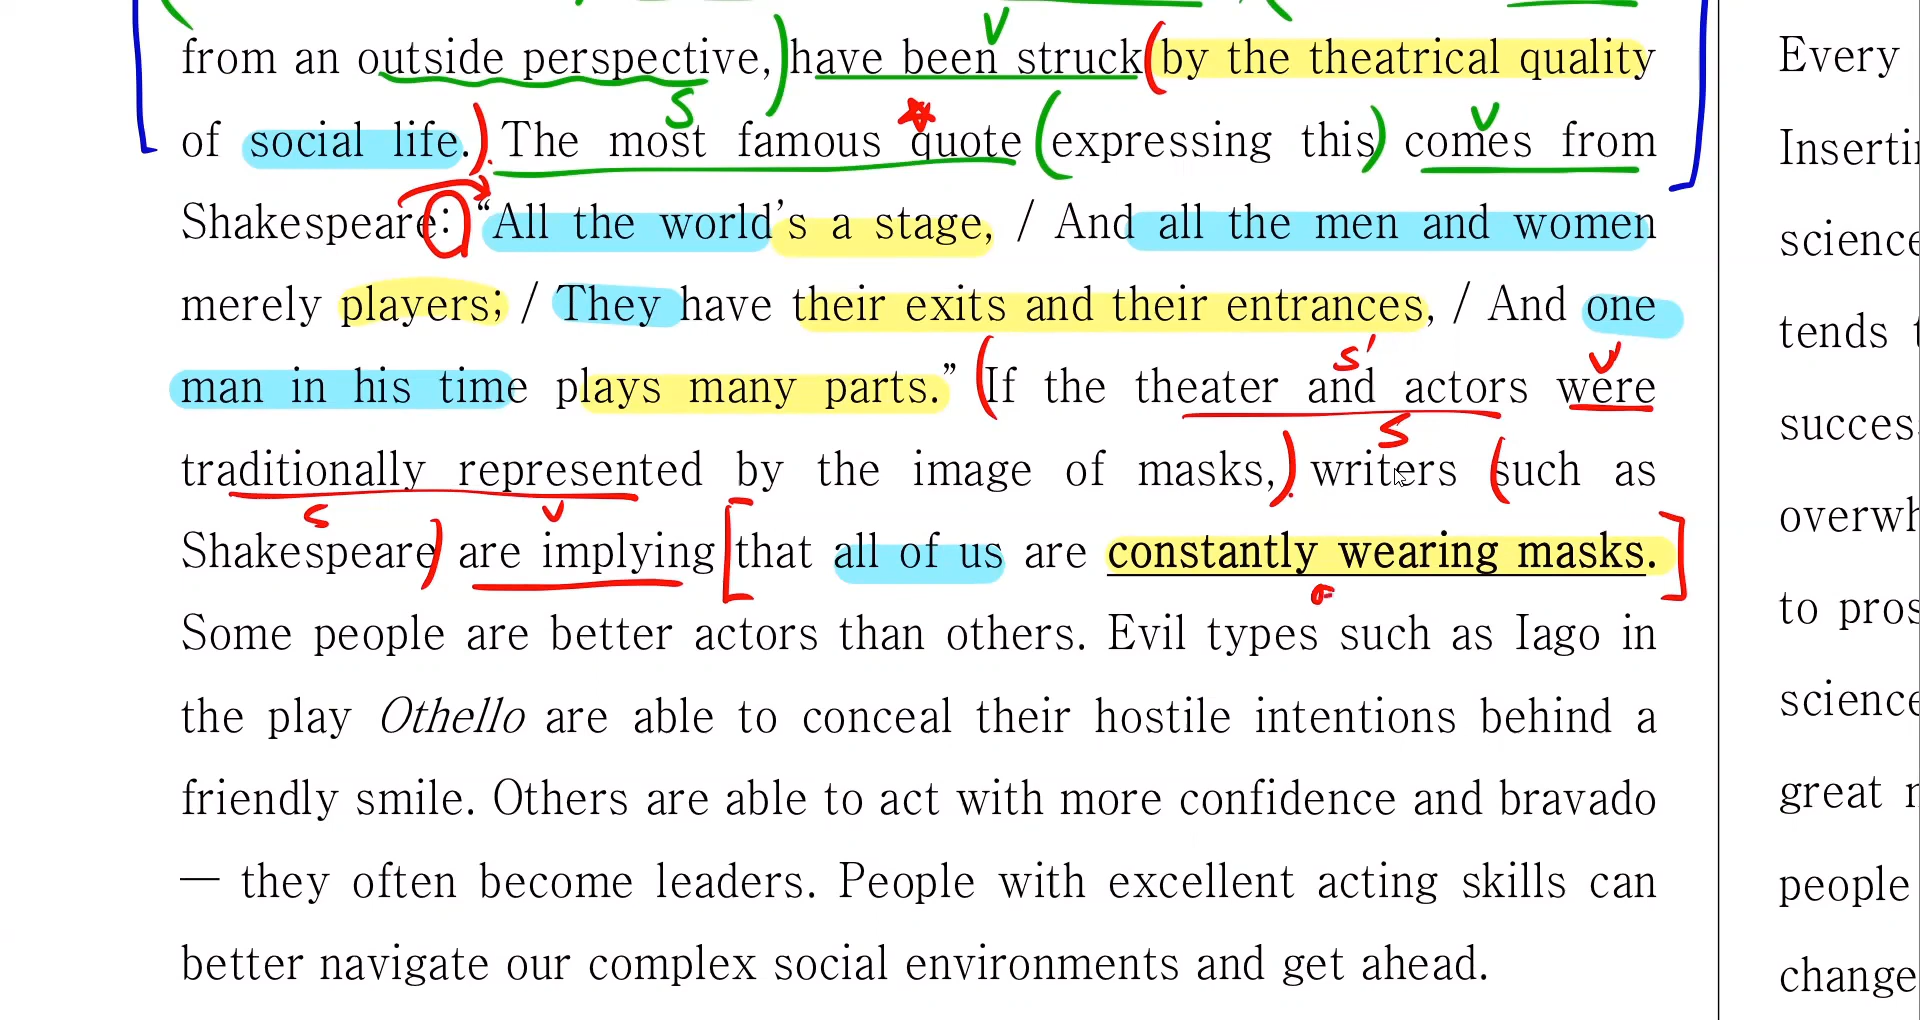 from an outside perspective, have been struck by the theatrical quality
of social life. The most famous quote expressing this comes from
Shakespeare: “All the world’s a stage, / And all the men and women
merely players; / They have their exits and their entrances, / And one
man in his time plays many parts.” If the theater and actors were
traditionally represented by the image of masks, writers such as
Shakespeare are implying that all of us are constantly wearing masks.
Some people are better actors than others. Evil types such as Iago in
the play Othello are able to conceal their hostile intentions behind a
friendly smile. Others are able to act with more confidence and bravado
— they often become leaders. People with excellent acting skills can
better navigate our complex social environments and get ahead.
Every
science
tends
to
great
people
change